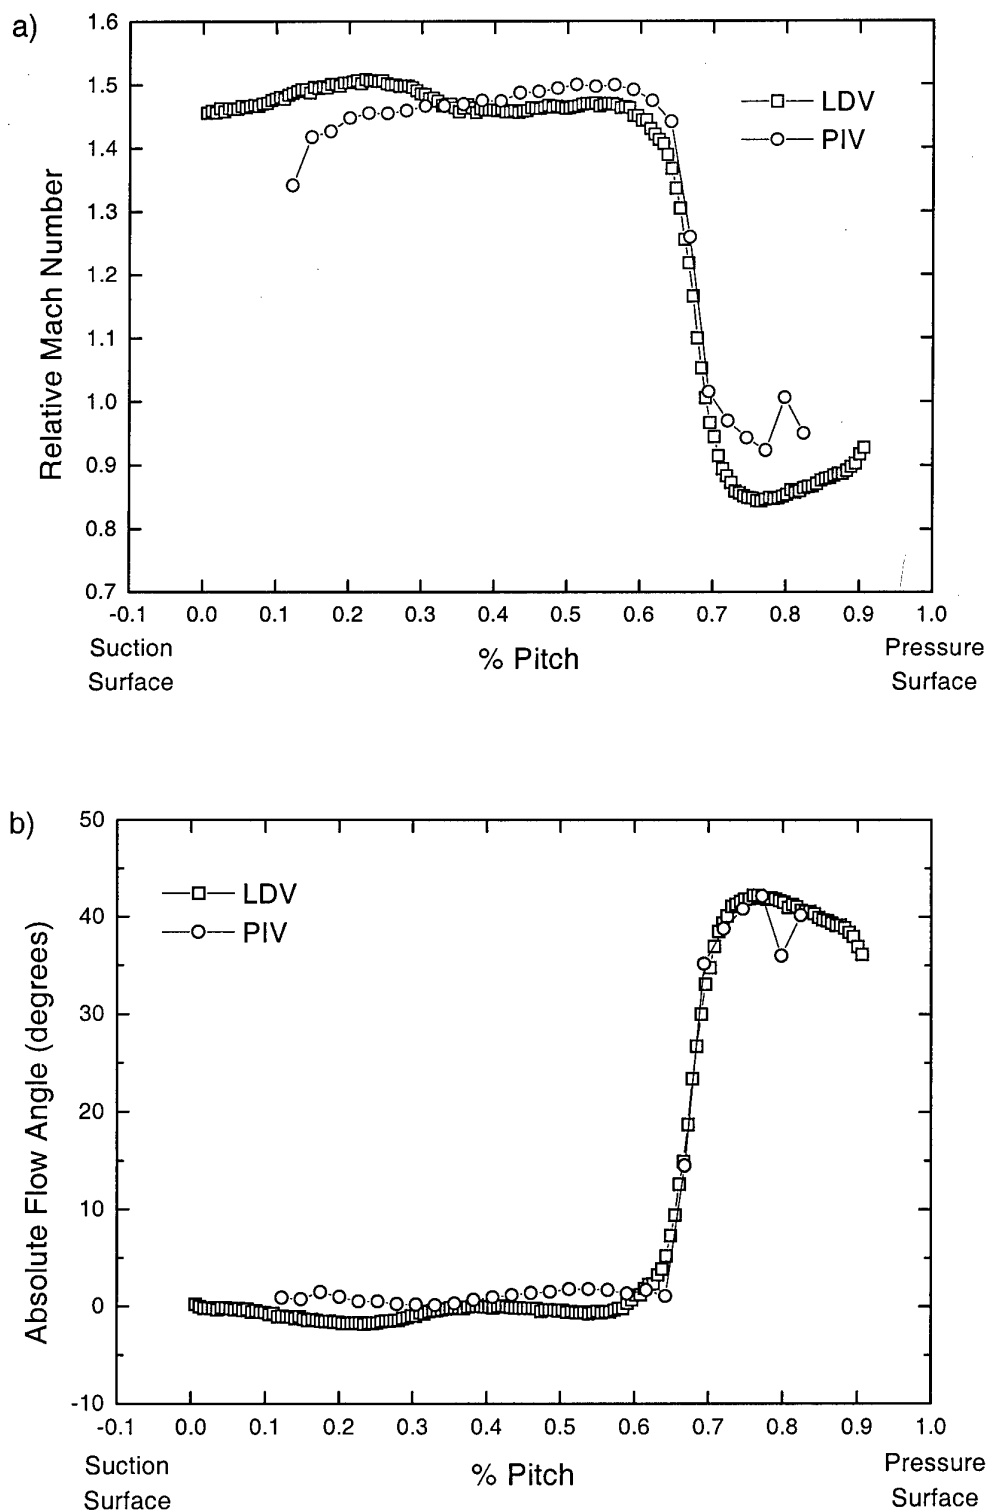 a)
1.6
1.5
1.4
1.3
1.2
1.1
1.0
0.9
0.8
0.7
Relative Mach Number
LDV
PIV
-0.1 0.0 0.1 0.2 0.3 0.4 0.5 0.6 0.7 0.8 0.9 1.0
Suction
Surface
% Pitch
Pressure
Surface
b)
50
40
30
20
10
0
-10
Absolute Flow Angle (degrees)
LDV
PIV
-0.1 0.0 0.1 0.2 0.3 0.4 0.5 0.6 0.7 0.8 0.9 1.0
Suction
Surface
% Pitch
Pressure
Surface